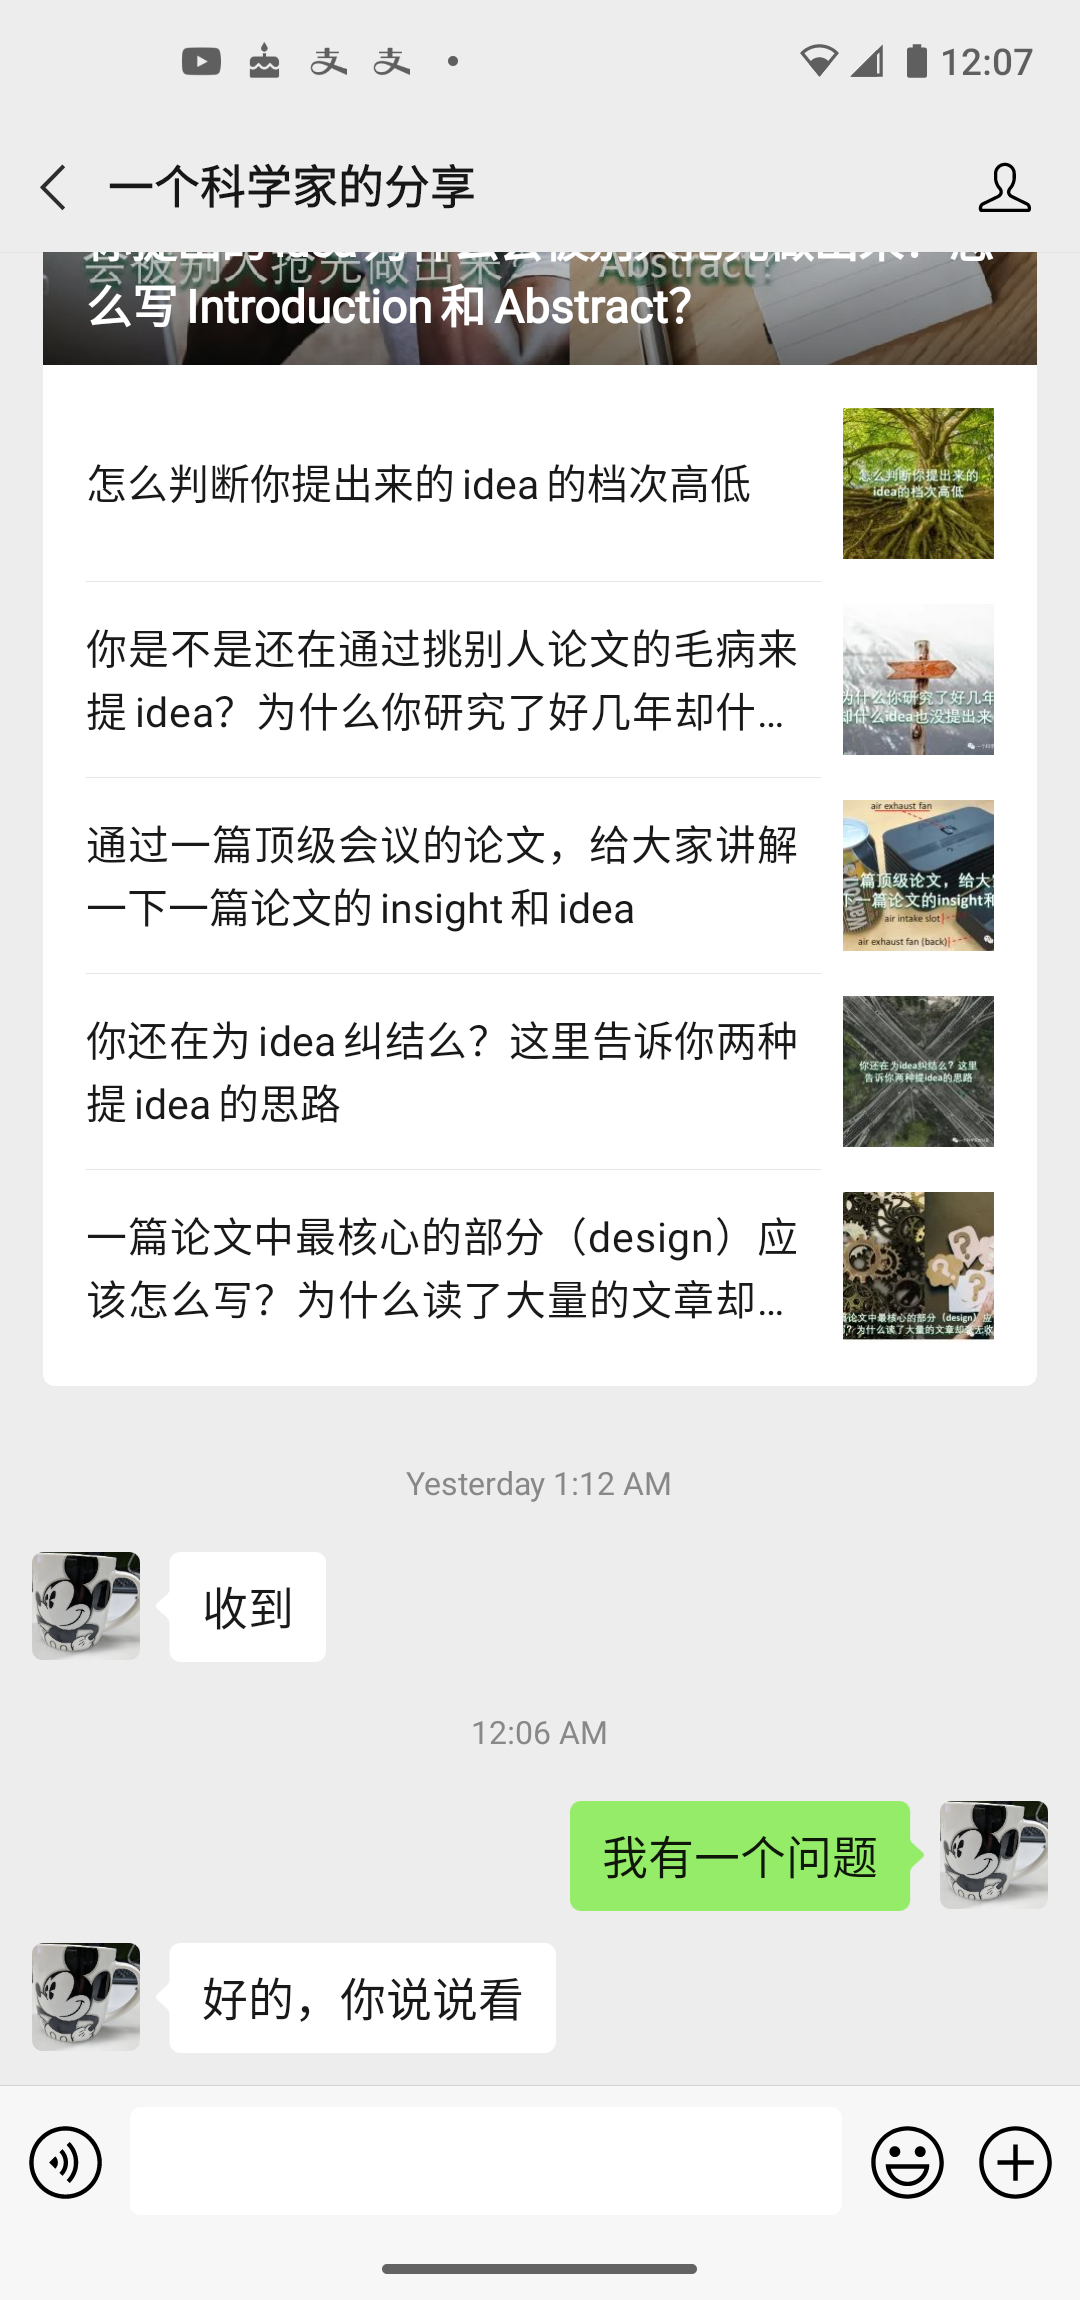 12:07
一个科学家的分享
会被别人抢先做出来
Abstract?
么写 Introduction 和 Abstract？
怎么判断你提出来的 idea 的档次高低
怎么判断你提出来的
idea的档次高低
你是不是还在通过挑别人论文的毛病来
提 idea？为什么你研究了好几年却什...
为什么你研究了好几年
却什么idea也没提出来
通过一篇顶级会议的论文，给大家讲解
一下一篇论文的 insight 和 idea
air exhaust fan
篇顶级论文，给大
下一篇论文的insight和
air intake slot
air exhaust fan (back)
你还在为 idea 纠结么？这里告诉你两种
提 idea 的思路
你还在为idea纠结么？这里
告诉你两种提idea的思路
一篇论文中最核心的部分（design）应
该怎么写？为什么读了大量的文章却...
论文中最核心的部分（design）应
？为什么读了大量的文章却毫无收
Yesterday 1:12 AM
收到
12:06 AM
我有一个问题
好的，你说说看